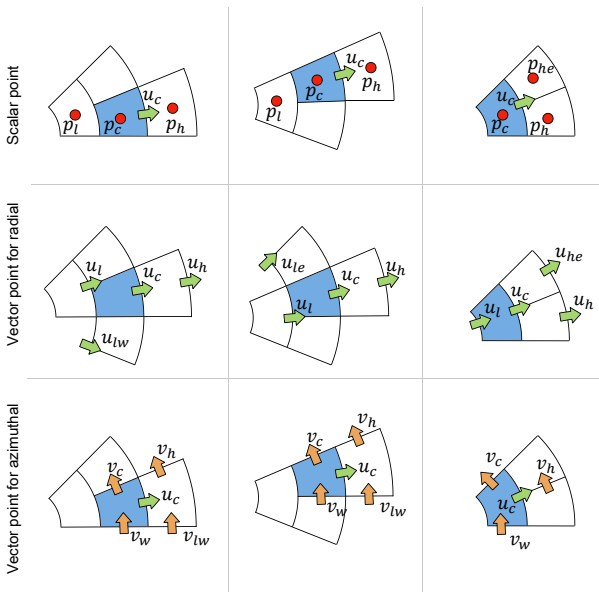 Scalar point
p_l p_c u_c p_h
p_l p_c u_c p_h
p_c u_c p_he p_h
Vector point for radial
u_l u_c u_h u_lw
u_le u_l u_c u_h
u_l u_c u_he u_h
Vector point for azimuthal
v_c v_h u_c v_w v_lw
v_c v_h u_c v_w v_lw
v_c v_h u_c v_w